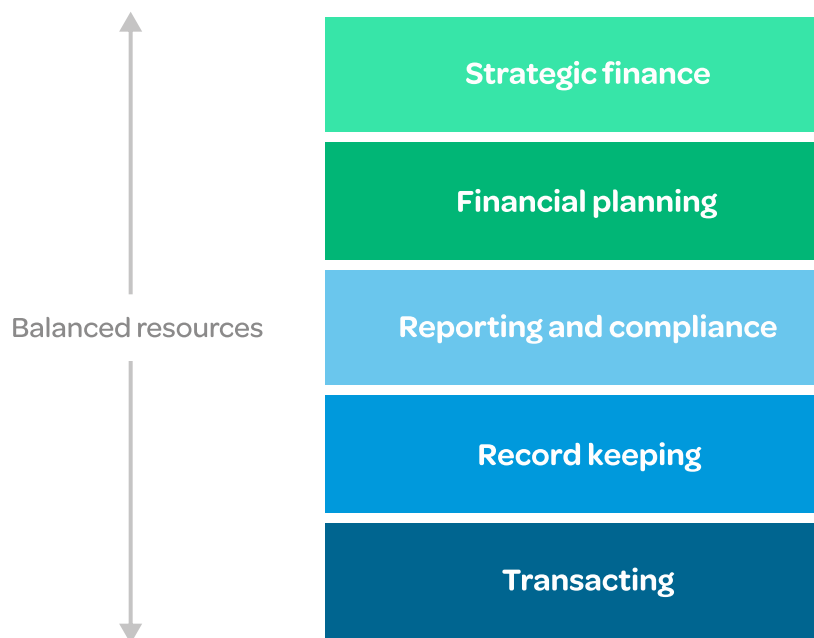 Strategic finance
Financial planning
Balanced resources
Reporting and compliance
Record keeping
Transacting